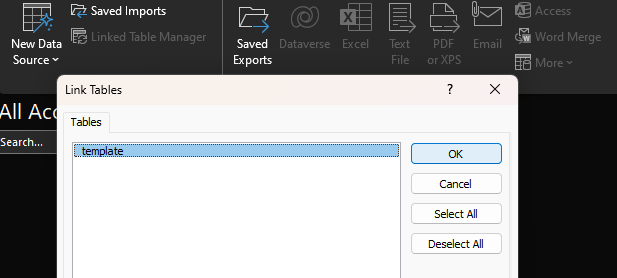 Saved Imports
Linked Table Manager
New Data
Source
Saved
Exports
Dataverse
Excel
Text
File
PDF
or XPS
Email
Access
Word Merge
More
All Acc
Search...
Link Tables
?
Tables
template
OK
Cancel
Select All
Deselect All